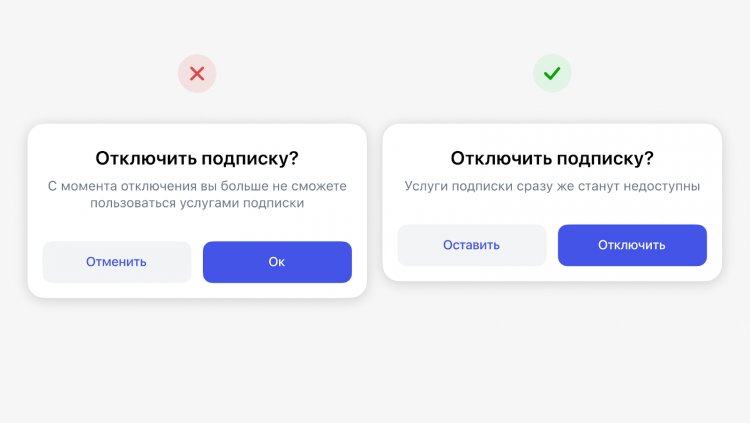 Отключить подписку?
С момента отключения вы больше не сможете
пользоваться услугами подписки
Отменить
Ок
Отключить подписку?
Услуги подписки сразу же станут недоступны
Оставить
Отключить